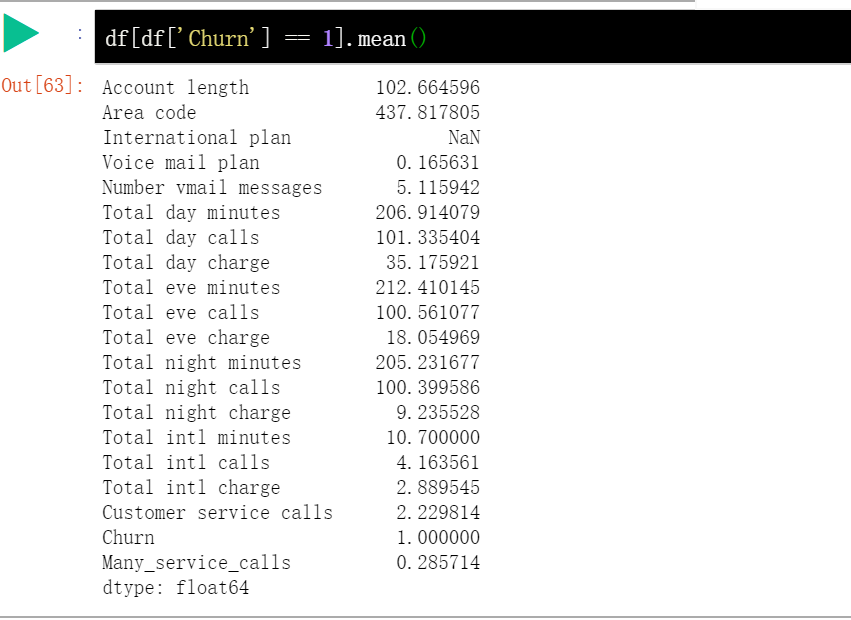 : df[df['Churn'] == 1].mean()
Out[63]: Account length 102.664596
Area code 437.817805
International plan NaN
Voice mail plan 0.165631
Number vmail messages 5.115942
Total day minutes 206.914079
Total day calls 101.335404
Total day charge 35.175921
Total eve minutes 212.410145
Total eve calls 100.561077
Total eve charge 18.054969
Total night minutes 205.231677
Total night calls 100.399586
Total night charge 9.235528
Total intl minutes 10.700000
Total intl calls 4.163561
Total intl charge 2.889545
Customer service calls 2.229814
Churn 1.000000
Many_service_calls 0.285714
dtype: float64